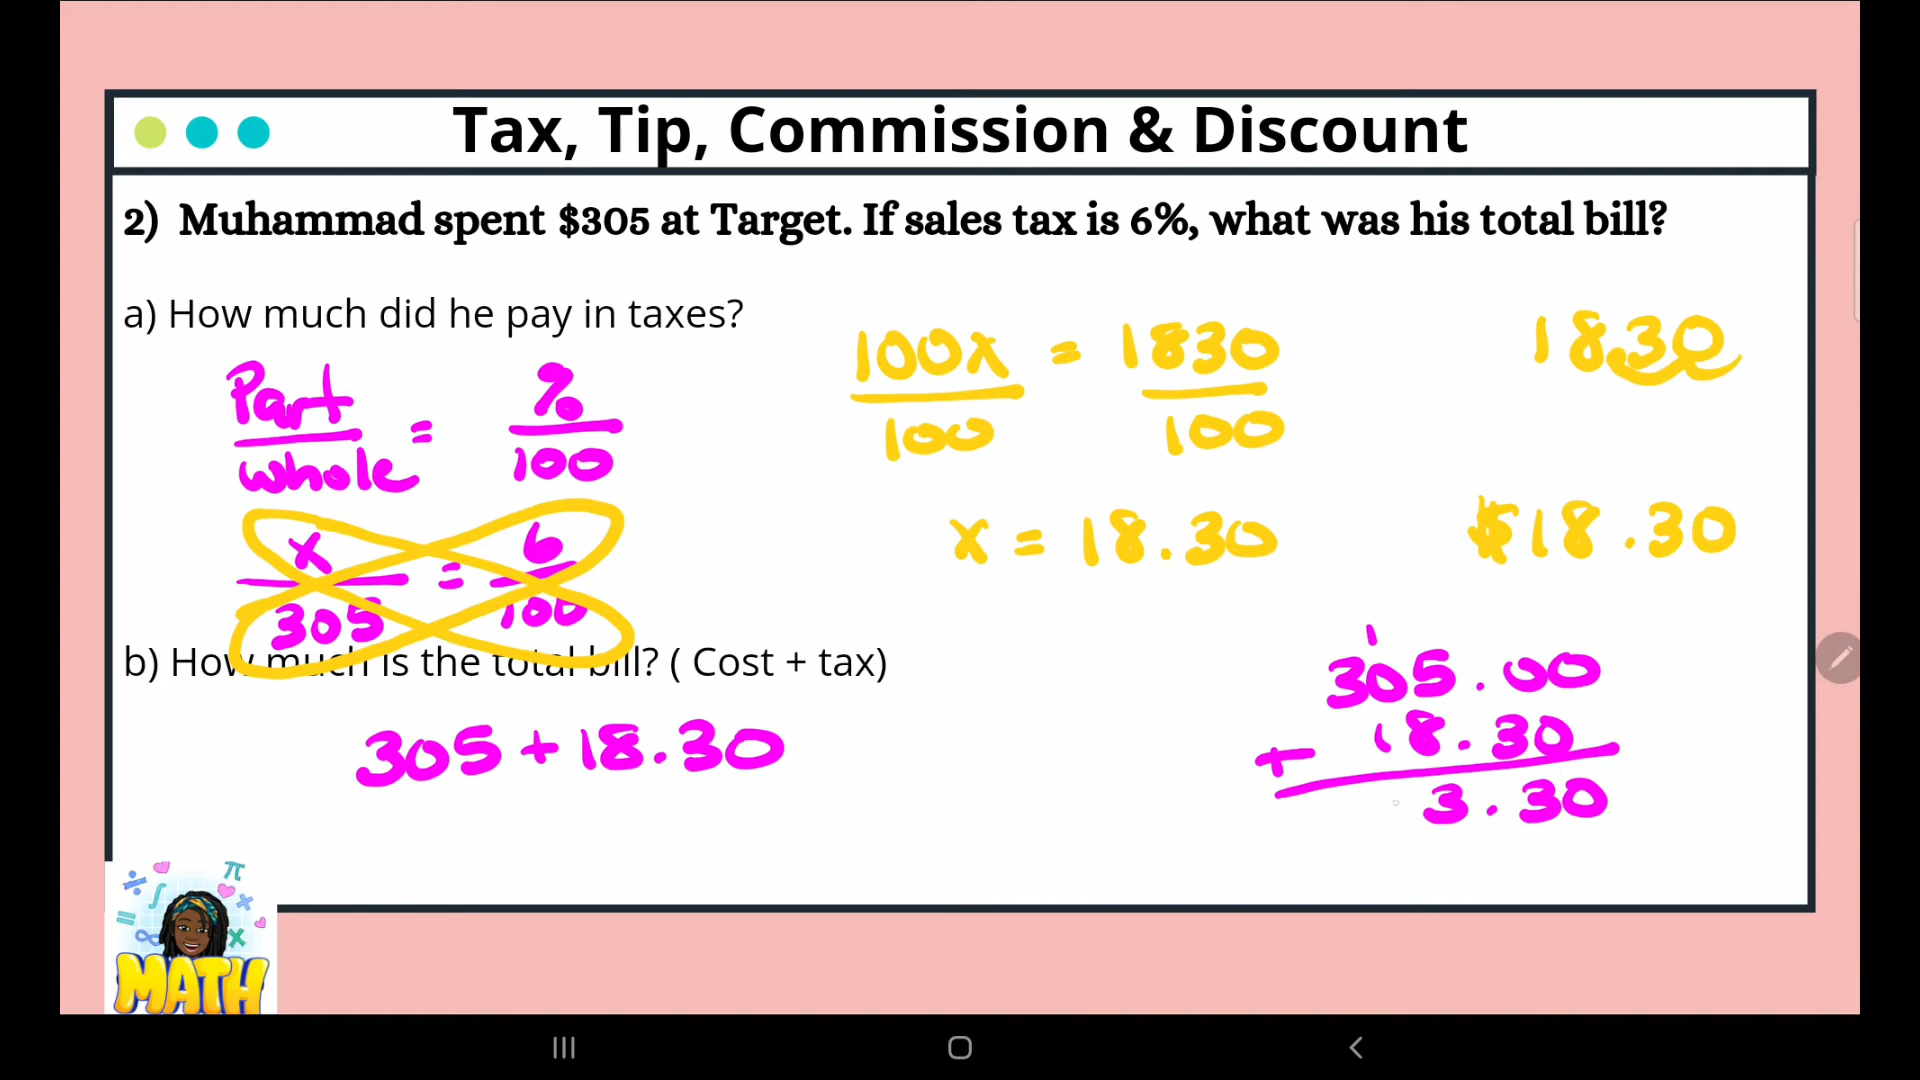 Tax, Tip, Commission & Discount
2) Muhammad spent $305 at Target. If sales tax is 6%, what was his total bill?
a) How much did he pay in taxes?
Part
whole
=
%
100
x
305
=
6
100
100x = 1830
100 100
x = 18.30
1830
$18.30
b) How much is the total bill? ( Cost + tax)
305 + 18.30
1
305.00
+ 18.30
3.30
÷ π ∫ × = ∞ x
MATH